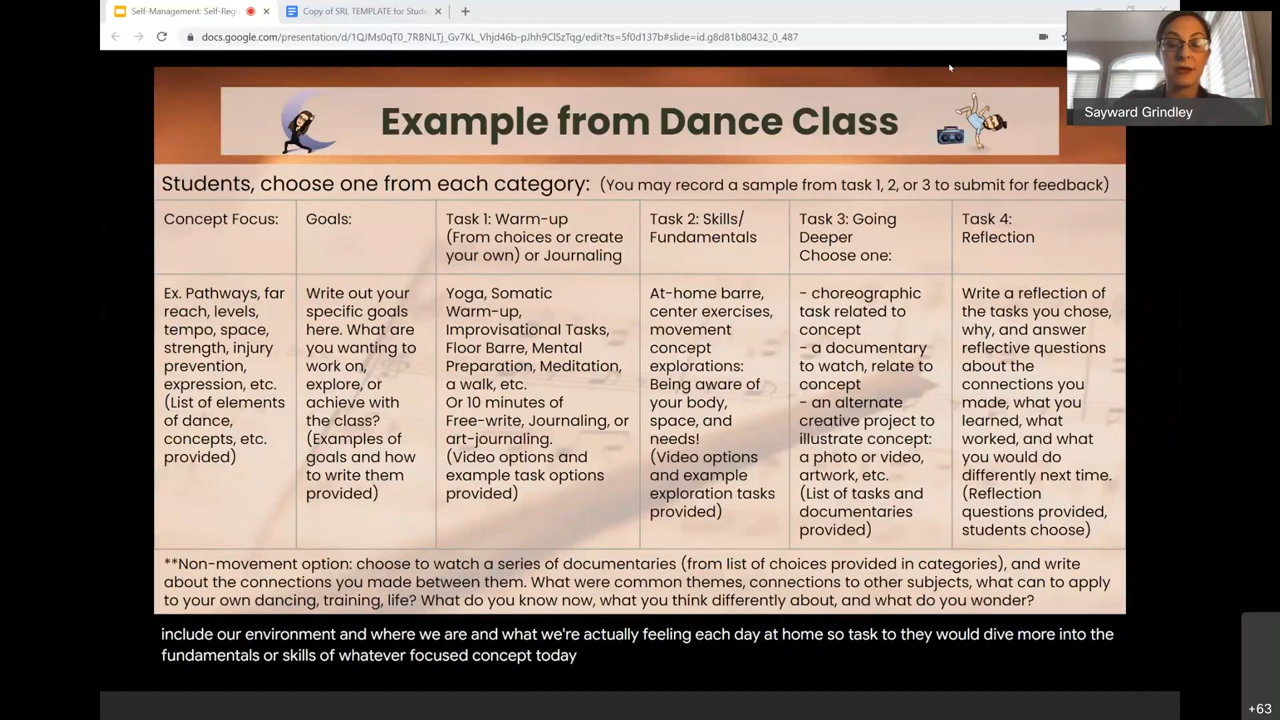 Self-Management: Self-Reg
Copy of SRL TEMPLATE for Stude
docs.google.com/presentation/d/1QJMs0qT0_7RBNLTj_Gv7KL_Vhjd46b-pJhh9ClSzTqg/edit?ts=5f0d137b#slide=id.g8d81b80432_0_487
Sayward Grindley
Example from Dance Class
Students, choose one from each category: (You may record a sample from task 1, 2, or 3 to submit for feedback)
Concept Focus:
Goals:
Task 1: Warm-up
(From choices or create
your own) or Journaling
Task 2: Skills/
Fundamentals
Task 3: Going
Deeper
Choose one:
Task 4:
Reflection
Ex. Pathways, far
reach, levels,
tempo, space,
strength, injury
prevention,
expression, etc.
(List of elements
of dance,
concepts, etc.
provided)
Write out your
specific goals
here. What are
you wanting to
work on,
explore, or
achieve with
the class?
(Examples of
goals and how
to write them
provided)
Yoga, Somatic
Warm-up,
Improvisational Tasks,
Floor Barre, Mental
Preparation, Meditation,
a walk, etc.
Or 10 minutes of
Free-write, Journaling, or
art-journaling.
(Video options and
example task options
provided)
At-home barre,
center exercises,
movement
concept
explorations:
Being aware of
your body,
space, and
needs!
(Video options
and example
exploration tasks
provided)
- choreographic
task related to
concept
- a documentary
to watch, relate to
concept
- an alternate
creative project to
illustrate concept:
a photo or video,
artwork, etc.
(List of tasks and
documentaries
provided)
Write a reflection of
the tasks you chose,
why, and answer
reflective questions
about the
connections you
made, what you
learned, what
worked, and what
you would do
differently next time.
(Reflection
questions provided,
students choose)
**Non-movement option: choose to watch a series of documentaries (from list of choices provided in categories), and write
about the connections you made between them. What were common themes, connections to other subjects, what can to apply
to your own dancing, training, life? What do you know now, what you think differently about, and what do you wonder?
include our environment and where we are and what we're actually feeling each day at home so task to they would dive more into the
fundamentals or skills of whatever focused concept today
+63